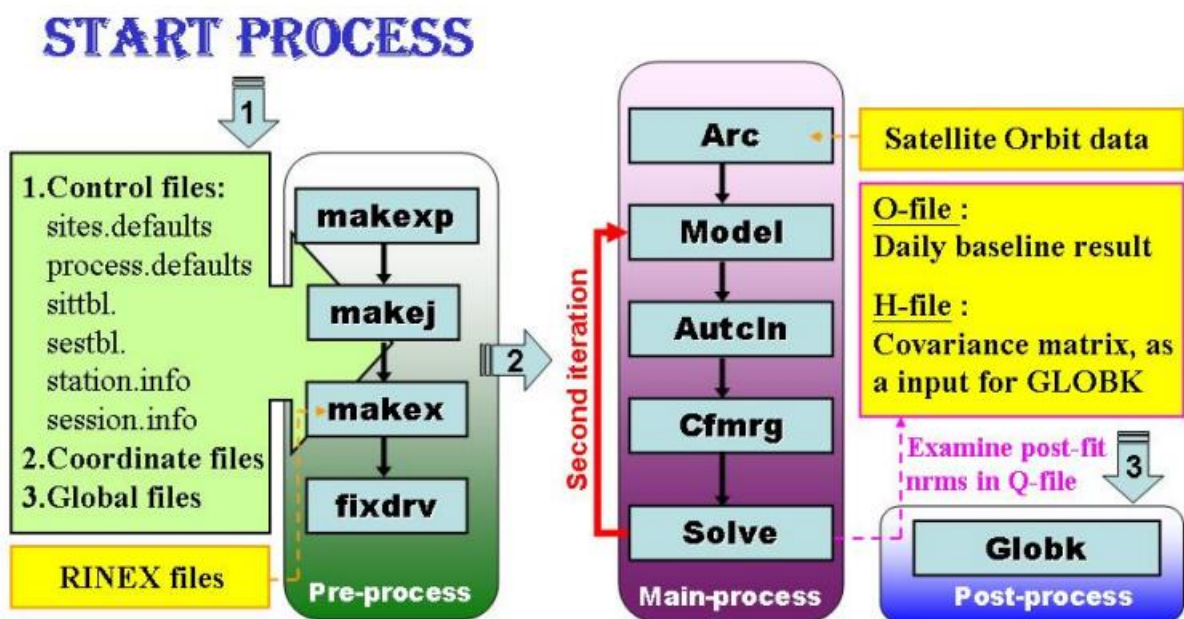 START PROCESS
1
1.Control files:
sites.defaults
process.defaults
sittbl.
sestbl.
station.info
session.info
2.Coordinate files
3.Global files
RINEX files
makexp
makej
makex
fixdrv
Pre-process
2
Second iteration
Arc
Model
Autcln
Cfmrg
Solve
Main-process
Satellite Orbit data
O-file :
Daily baseline result
H-file :
Covariance matrix, as
a input for GLOBK
Examine post-fit
nrms in Q-file
3
Globk
Post-process